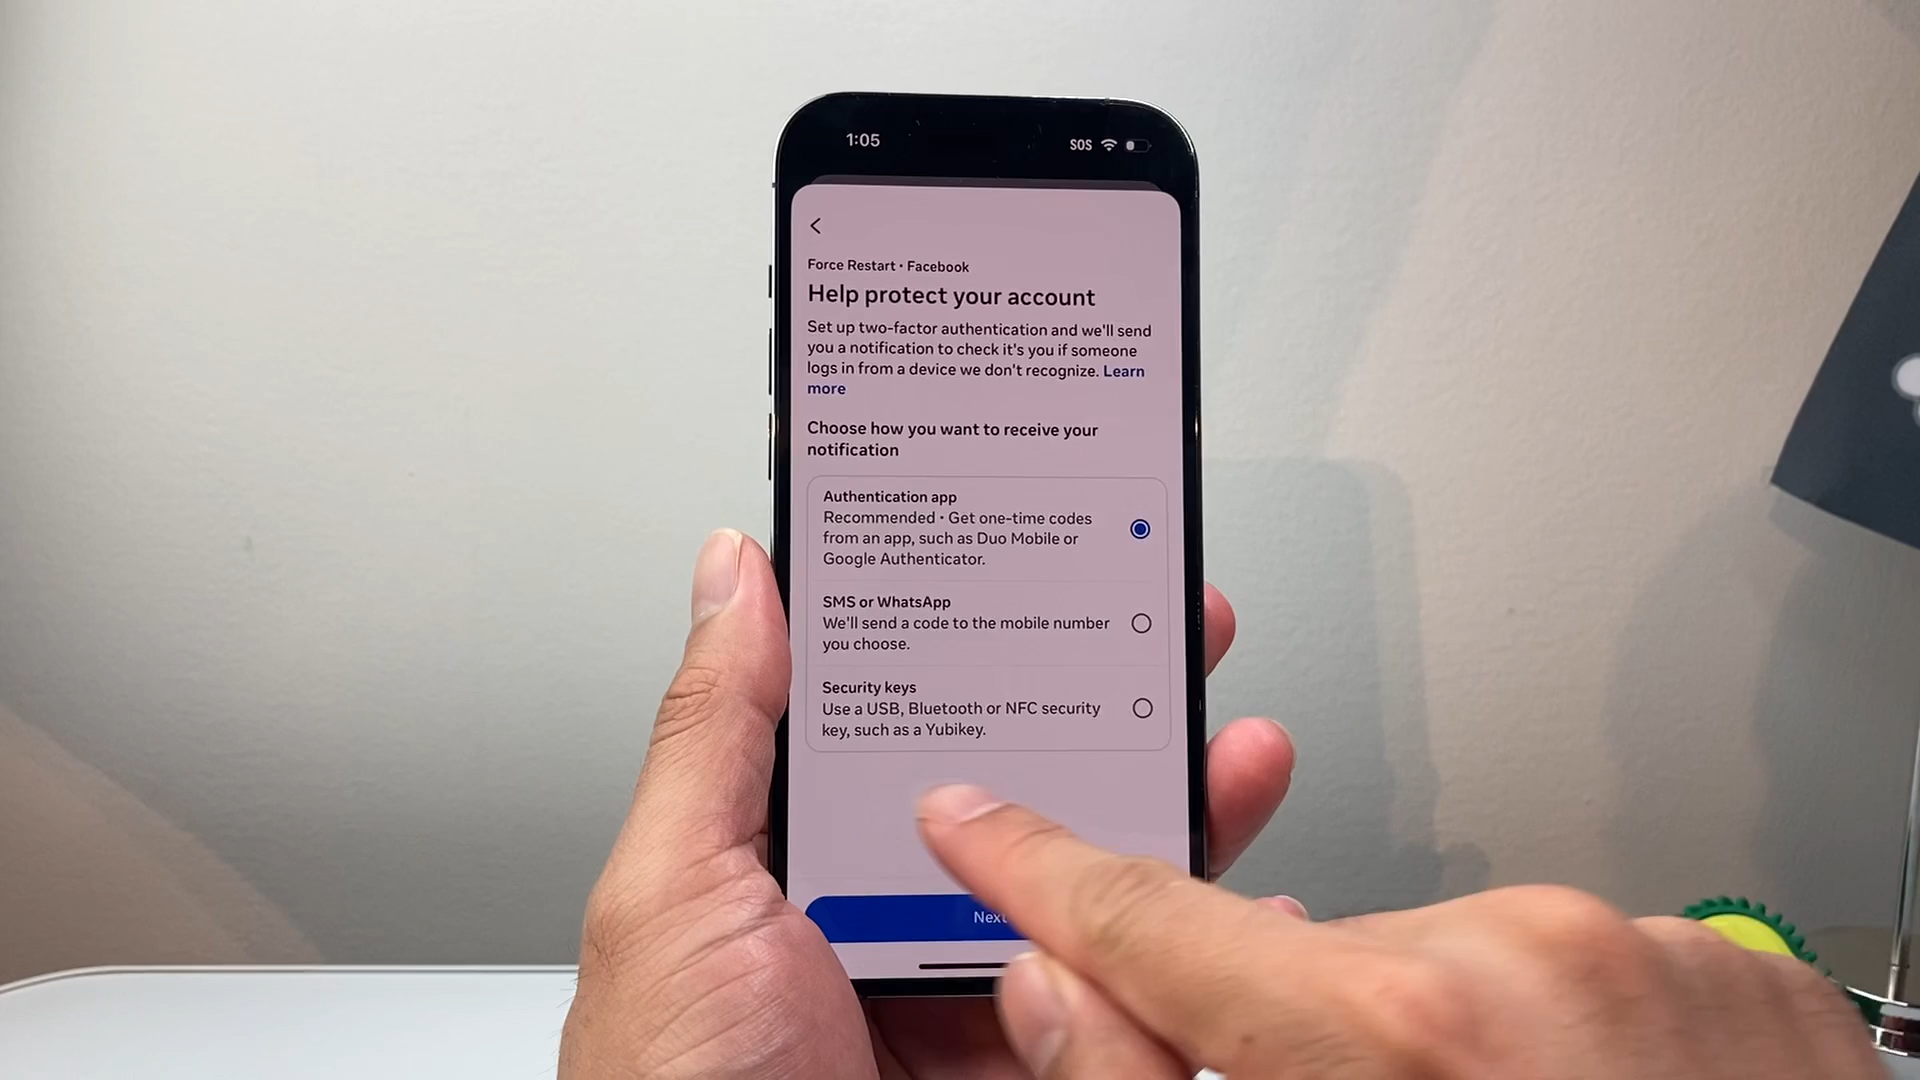 1:05
SOS
Force Restart • Facebook
Help protect your account
Set up two-factor authentication and we'll send
you a notification to check it's you if someone
logs in from a device we don't recognize. Learn
more
Choose how you want to receive your
notification
Authentication app
Recommended • Get one-time codes
from an app, such as Duo Mobile or
Google Authenticator.
SMS or WhatsApp
We'll send a code to the mobile number
you choose.
Security keys
Use a USB, Bluetooth or NFC security
key, such as a Yubikey.
Next